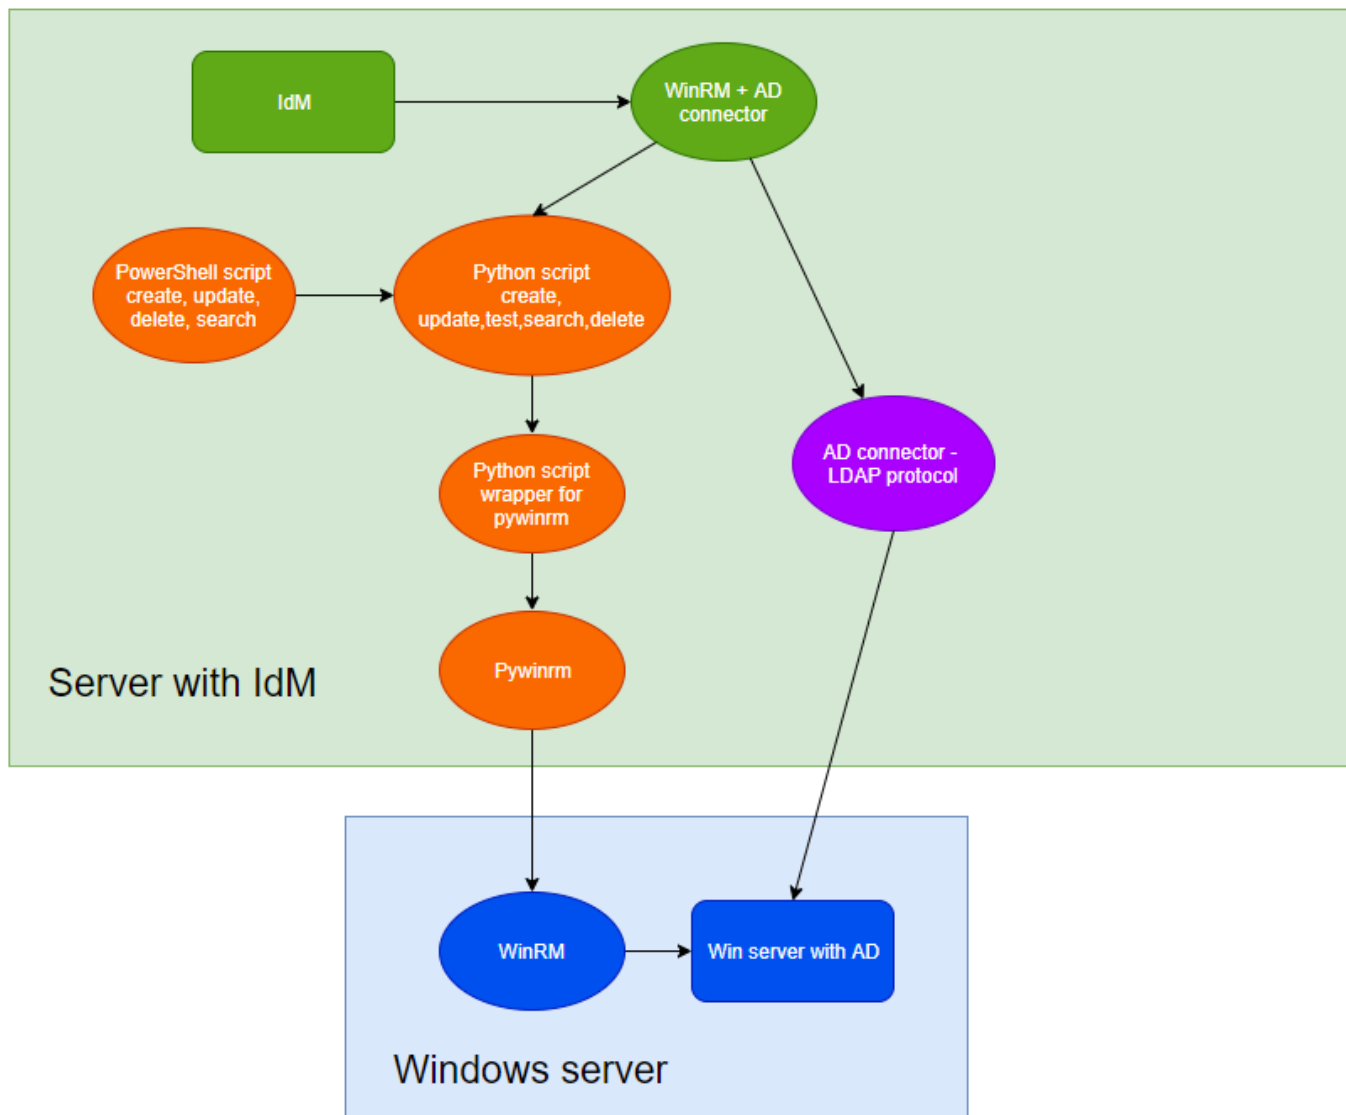 IdM
WinRM + AD
connector
PowerShell script
create, update,
delete, search
Python script
create,
update,test,search,delete
Python script
wrapper for
pywinrm
AD connector -
LDAP protocol
Pywinrm
Server with IdM
WinRM
Win server with AD
Windows server